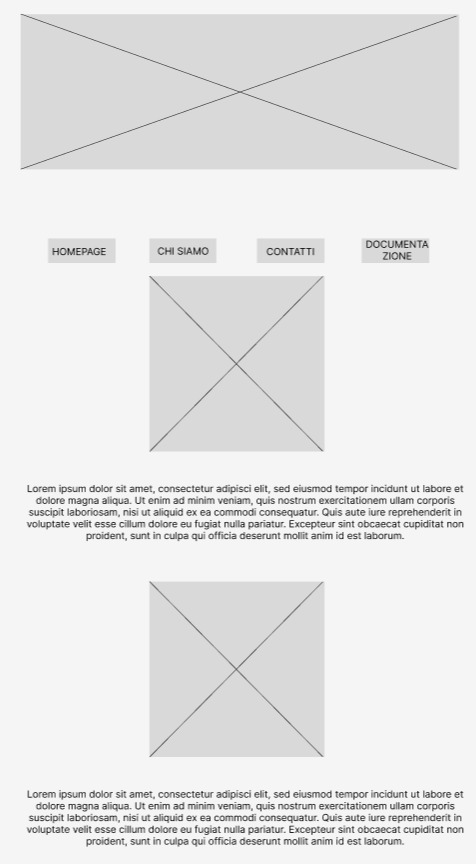 HOMEPAGE
CHI SIAMO
CONTATTI
DOCUMENTA
ZIONE
Lorem ipsum dolor sit amet, consectetur adipisci elit, sed eiusmod tempor incidunt ut labore et
dolore magna aliqua. Ut enim ad minim veniam, quis nostrum exercitationem ullam corporis
suscipit laboriosam, nisi ut aliquid ex ea commodi consequatur. Quis aute iure reprehenderit in
voluptate velit esse cillum dolore eu fugiat nulla pariatur. Excepteur sint obcaecat cupiditat non
proident, sunt in culpa qui officia deserunt mollit anim id est laborum.
Lorem ipsum dolor sit amet, consectetur adipisci elit, sed eiusmod tempor incidunt ut labore et
dolore magna aliqua. Ut enim ad minim veniam, quis nostrum exercitationem ullam corporis
suscipit laboriosam, nisi ut aliquid ex ea commodi consequatur. Quis aute iure reprehenderit in
voluptate velit esse cillum dolore eu fugiat nulla pariatur. Excepteur sint obcaecat cupiditat non
proident, sunt in culpa qui officia deserunt mollit anim id est laborum.